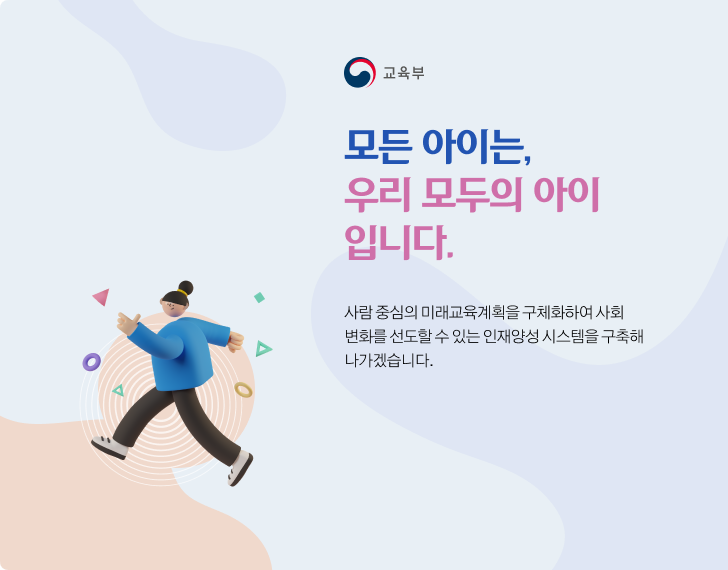 교육부
모든 아이는,
우리 모두의 아이
입니다.
사람 중심의 미래교육계획을 구체화하여 사회
변화를 선도할 수 있는 인재양성 시스템을 구축해
나가겠습니다.